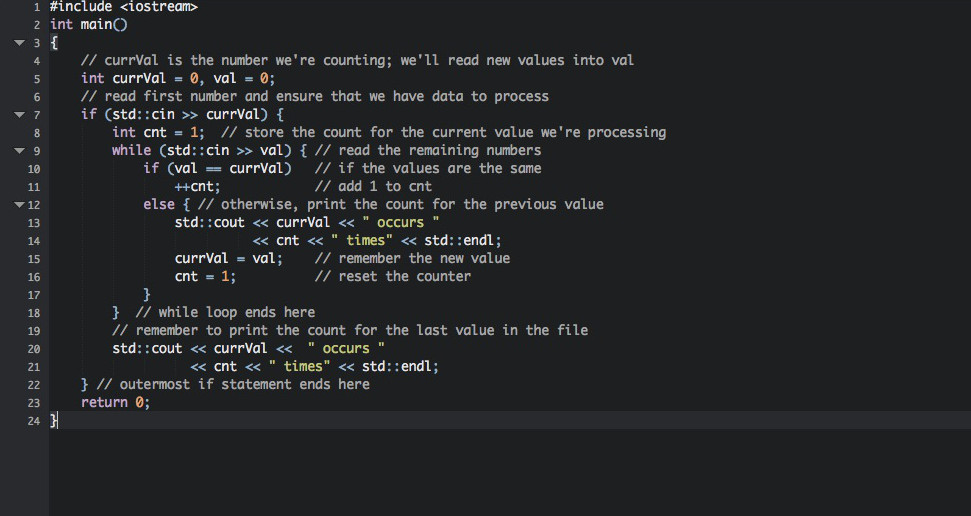 1 #include <iostream>
2 int main()
3 {
4 // currVal is the number we're counting; we'll read new values into val
5 int currVal = 0, val = 0;
6 // read first number and ensure that we have data to process
7 if (std::cin >> currVal) {
8 int cnt = 1; // store the count for the current value we're processing
9 while (std::cin >> val) { // read the remaining numbers
10 if (val == currVal) // if the values are the same
11 ++cnt; // add 1 to cnt
12 else { // otherwise, print the count for the previous value
13 std::cout << currVal << " occurs "
14 << cnt << " times" << std::endl;
15 currVal = val; // remember the new value
16 cnt = 1; // reset the counter
17 }
18 } // while loop ends here
19 // remember to print the count for the last value in the file
20 std::cout << currVal << " occurs "
21 << cnt << " times" << std::endl;
22 } // outermost if statement ends here
23 return 0;
24 }